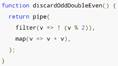 function discardOddDoubleEven() {
  return pipe(
    filter(v => ! (v % 2)),
    map(v => v + v),
  );
}